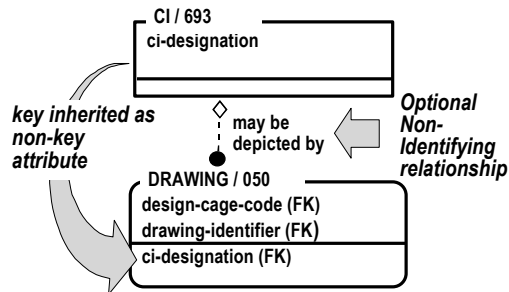 CI / 693
ci-designation
key inherited as
non-key
attribute
may be
depicted by
Optional
Non-
Identifying
relationship
DRAWING / 050
design-cage-code (FK)
drawing-identifier (FK)
ci-designation (FK)